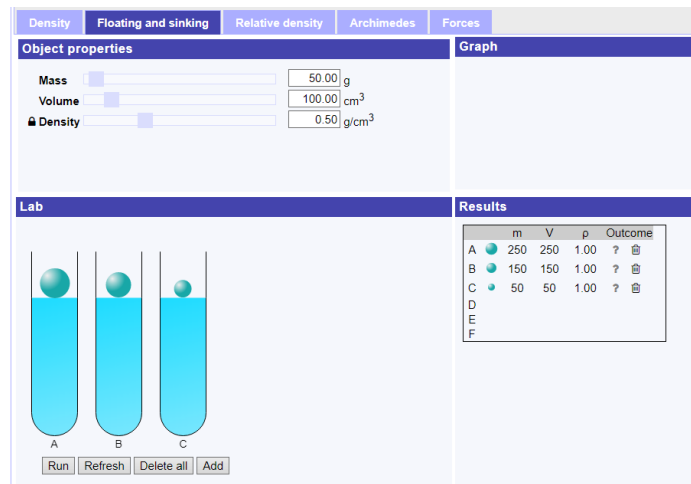 Density Floating and sinking Relative density Archimedes Forces
Object properties
Mass 50.00 g
Volume 100.00 cm3
Density 0.50 g/cm3
Graph
Lab
A B C
Run Refresh Delete all Add
Results
m V ρ Outcome
A 250 250 1.00 ?
B 150 150 1.00 ?
C 50 50 1.00 ?
D
E
F